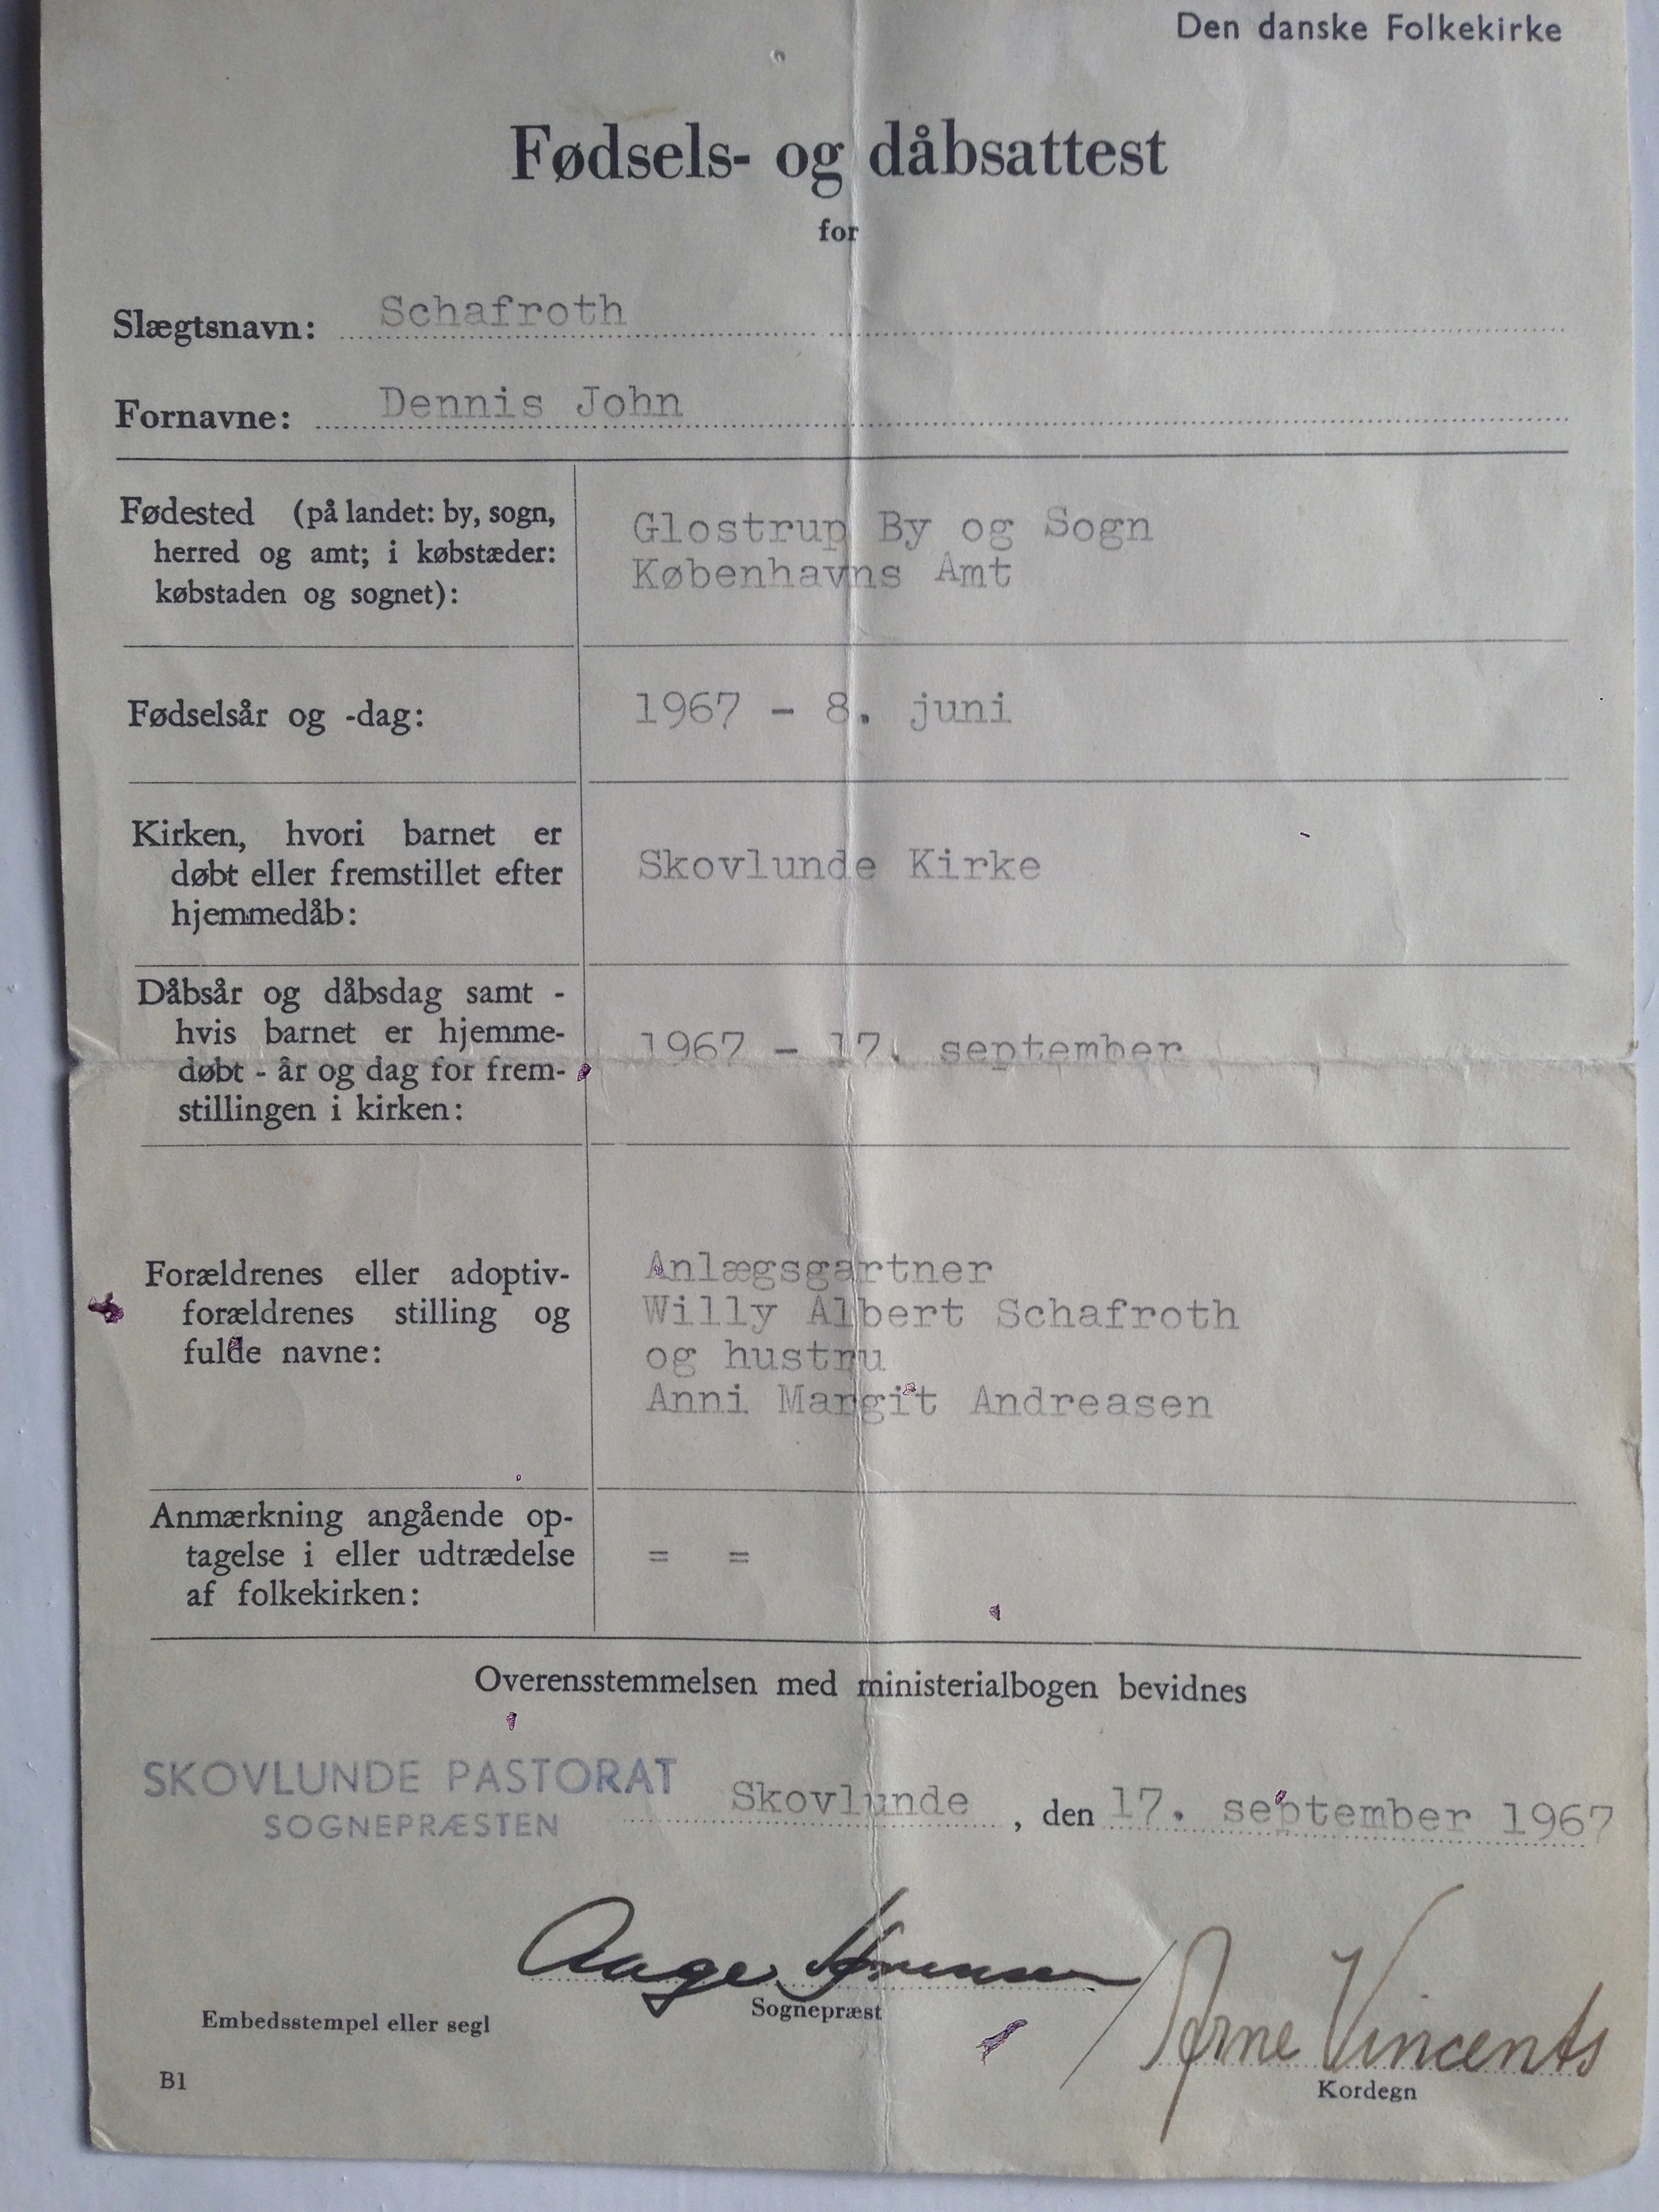 Den danske Folkekirke
Fødsels- og dåbsattest
for
Slægtsnavn: Schafroth
Fornavne: Dennis John
Fødested (på landet: by, sogn,
herred og amt; i købstæder:
købstaden og sognet):
Glostrup By og Sogn
Københavns Amt
Fødselsår og -dag:
1967 - 8. juni
Kirken, hvori barnet er
døbt eller fremstillet efter
hjemmedåb:
Skovlunde Kirke
Dåbsår og dåbsdag samt -
hvis barnet er hjemme-
døbt - år og dag for frem-
stillingen i kirken:
1967 - 17. september
Forældrenes eller adoptiv-
forældrenes stilling og
fulde navne:
Anlægsgartner
Willy Albert Schafroth
og hustru
Anni Margit Andreasen
Anmærkning angående op-
tagelse i eller udtrædelse
af folkekirken:
= =
Overensstemmelsen med ministerialbogen bevidnes
SKOVLUNDE PASTORAT
SOGNEPRÆSTEN
Skovlunde, den 17. september 1967
Aage Sørensen / Arne Vincents
Sognepræst
Embedsstempel eller segl
Kordegn
B1